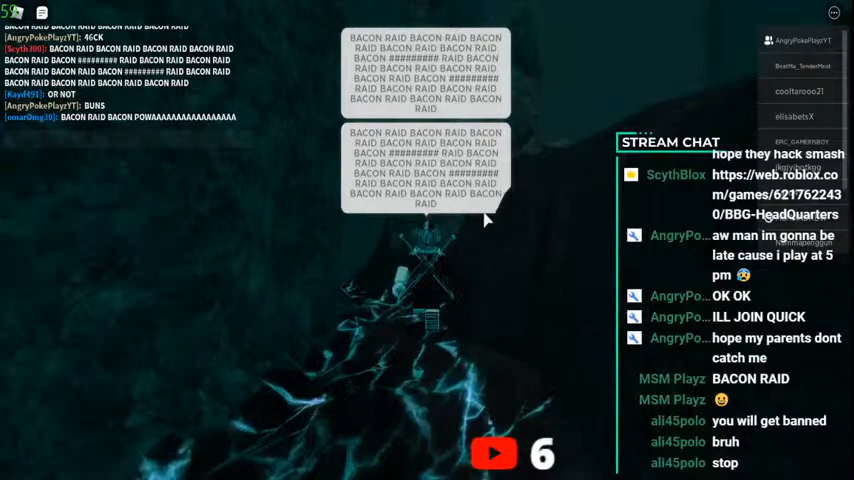 59
BACON RAID BACON RAID BACON RAID BACON RAID
[AngryPokePlayzYT]: 46CK
[Scyth300]: BACON RAID BACON RAID BACON RAID BACON RAID
BACON RAID BACON ######### RAID BACON RAID BACON RAID
BACON RAID BACON RAID ######### RAID BACON RAID
BACON RAID BACON RAID BACON RAID BACON RAID
[Kayd491]: OR NOT
[AngryPokePlayzYT]: BUNS
[omarOmg30]: BACON RAID BACON POWAAAAAAAAAAAAAAAAA
BACON RAID BACON RAID BACON
RAID BACON RAID BACON RAID
BACON ######### RAID BACON
RAID BACON RAID BACON RAID
BACON RAID BACON #########
RAID BACON RAID BACON RAID
BACON RAID BACON RAID BACON
RAID
BACON RAID BACON RAID BACON
RAID BACON RAID BACON RAID
BACON ######### RAID BACON
RAID BACON RAID BACON RAID
BACON RAID BACON #########
RAID BACON RAID BACON RAID
BACON RAID BACON RAID BACON
RAID
AngryPokePlayzYT
BeatMa_TenderMeat
cooltarooo21
elisabetsX
EPIC_GAMERISBOY
Nammapenggun
STREAM CHAT
hope they hack smash
ScythBlox https://web.roblox.co
m/games/621762243
0/BBG-HeadQuarters
AngryPo... aw man im gonna be
late cause i play at 5
pm 😰
AngryPo... OK OK
AngryPo... ILL JOIN QUICK
AngryPo... hope my parents dont
catch me
MSM Playz BACON RAID
MSM Playz 😀
ali45polo you will get banned
ali45polo bruh
ali45polo stop
6